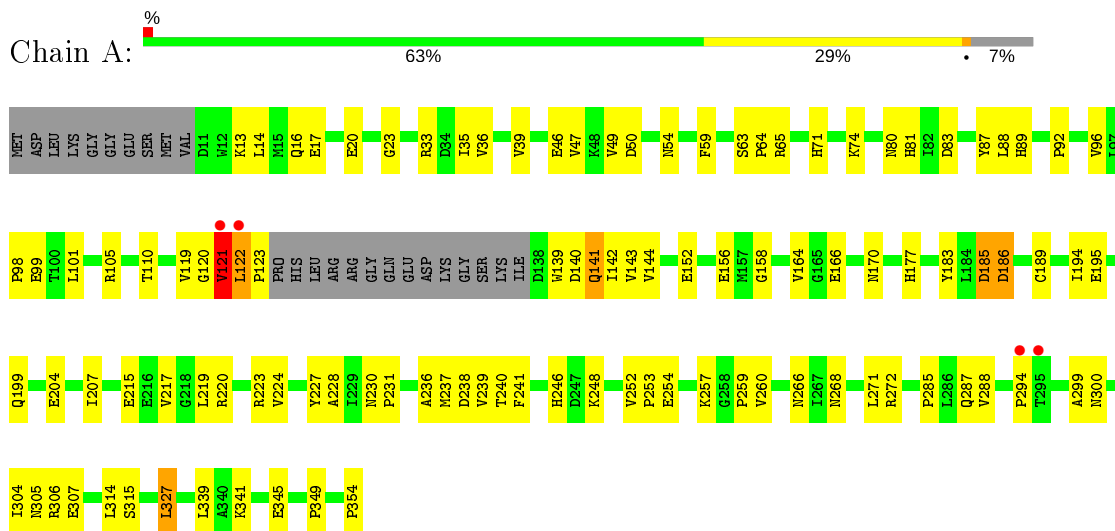 %
Chain A:
63% 29% • 7%
MET ASP LEU LYS GLY GLY GLU SER MET VAL D11 W12 K13 L14 M15 Q16 E17 E20 G23 R33 D34 I35 V36 V39 E46 V47 K48 V49 D50 N54 F59 S63 P64 R65 H71 K74 N80 H81 I82 D83 Y87 L88 H89 P92 V96 I97
P98 E99 T100 L101 R105 T110 V119 G120 V121 L122 P123 PRO HIS LEU ARG ARG GLY GLN GLU ASP LYS GLY SER LYS ILE D138 W139 D140 Q141 I142 V143 V144 E152 E156 M157 G158 V164 G165 E166 N170 H177 Y183 L184 D185 D186 C189 I194 E195
Q199 E204 I207 E215 E216 V217 G218 L219 R220 R223 V224 Y227 A228 I229 N230 P231 A236 M237 D238 V239 T240 F241 H246 D247 K248 V252 P253 E254 K257 G258 P259 V260 N266 I267 N268 L271 R272 P285 L286 Q287 V288 P294 T295 A299 N300
I304 N305 R306 E307 L314 S315 L327 L339 A340 K341 E345 P349 P354